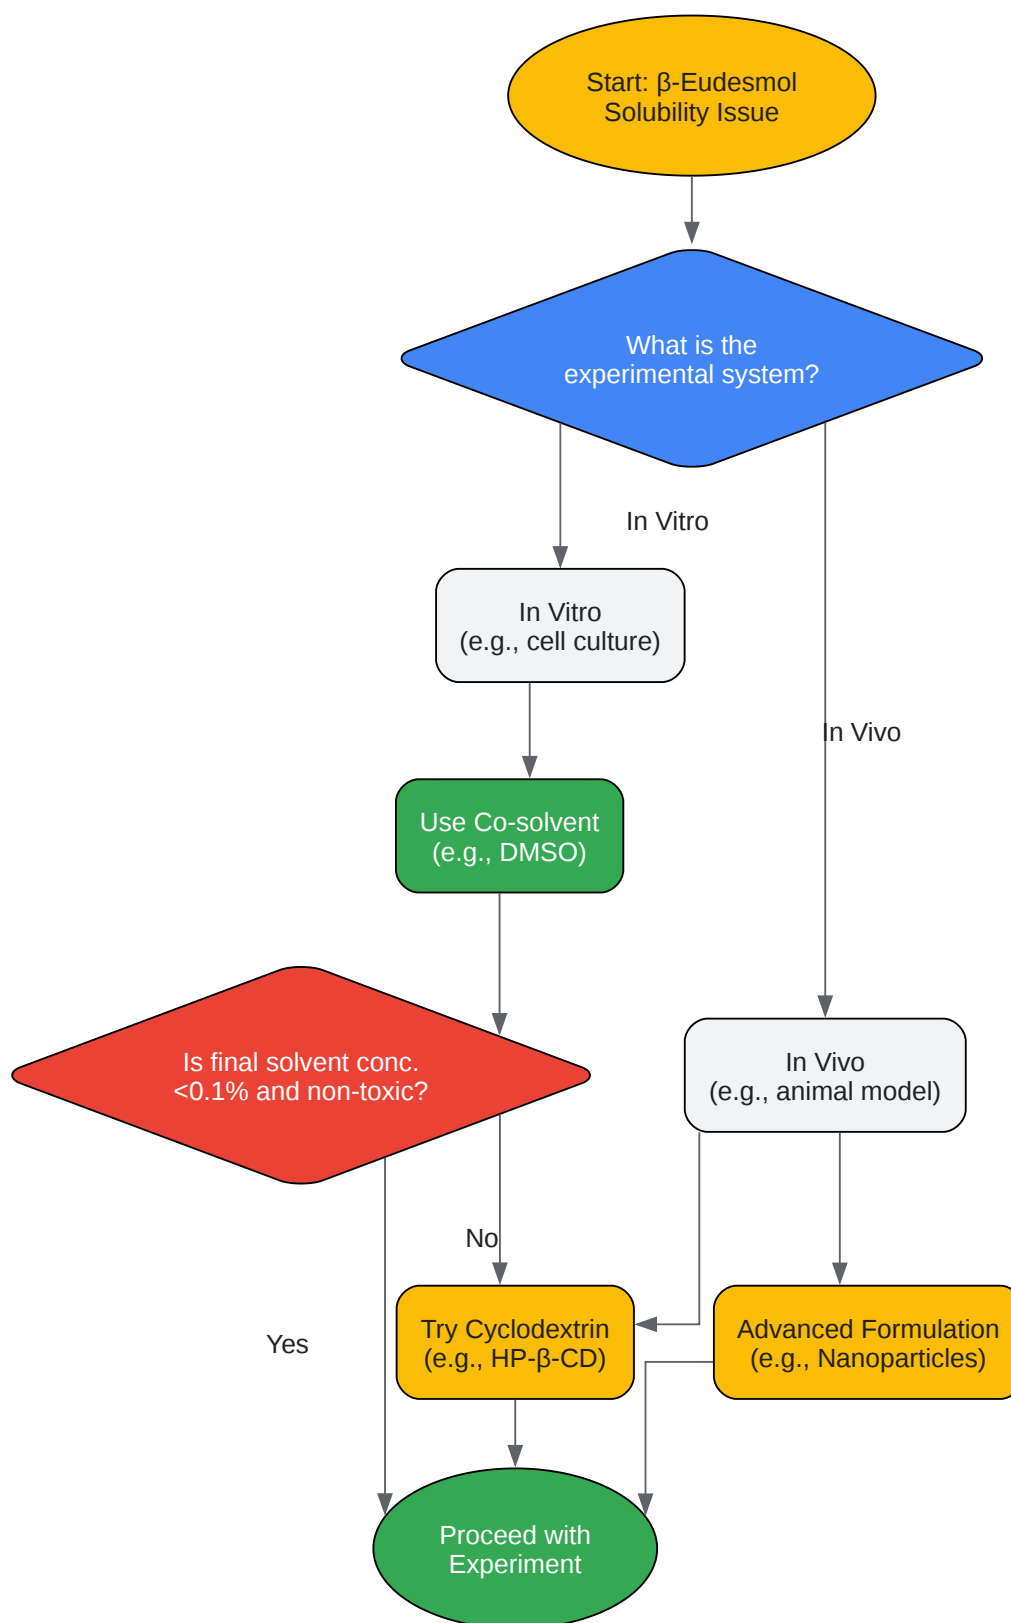 Start: β-Eudesmol
Solubility Issue
What is the
experimental system?
In Vitro
In Vitro
(e.g., cell culture)
In Vivo
Use Co-solvent
(e.g., DMSO)
Is final solvent conc.
<0.1% and non-toxic?
In Vivo
(e.g., animal model)
No
Yes
Try Cyclodextrin
(e.g., HP-β-CD)
Advanced Formulation
(e.g., Nanoparticles)
Proceed with
Experiment